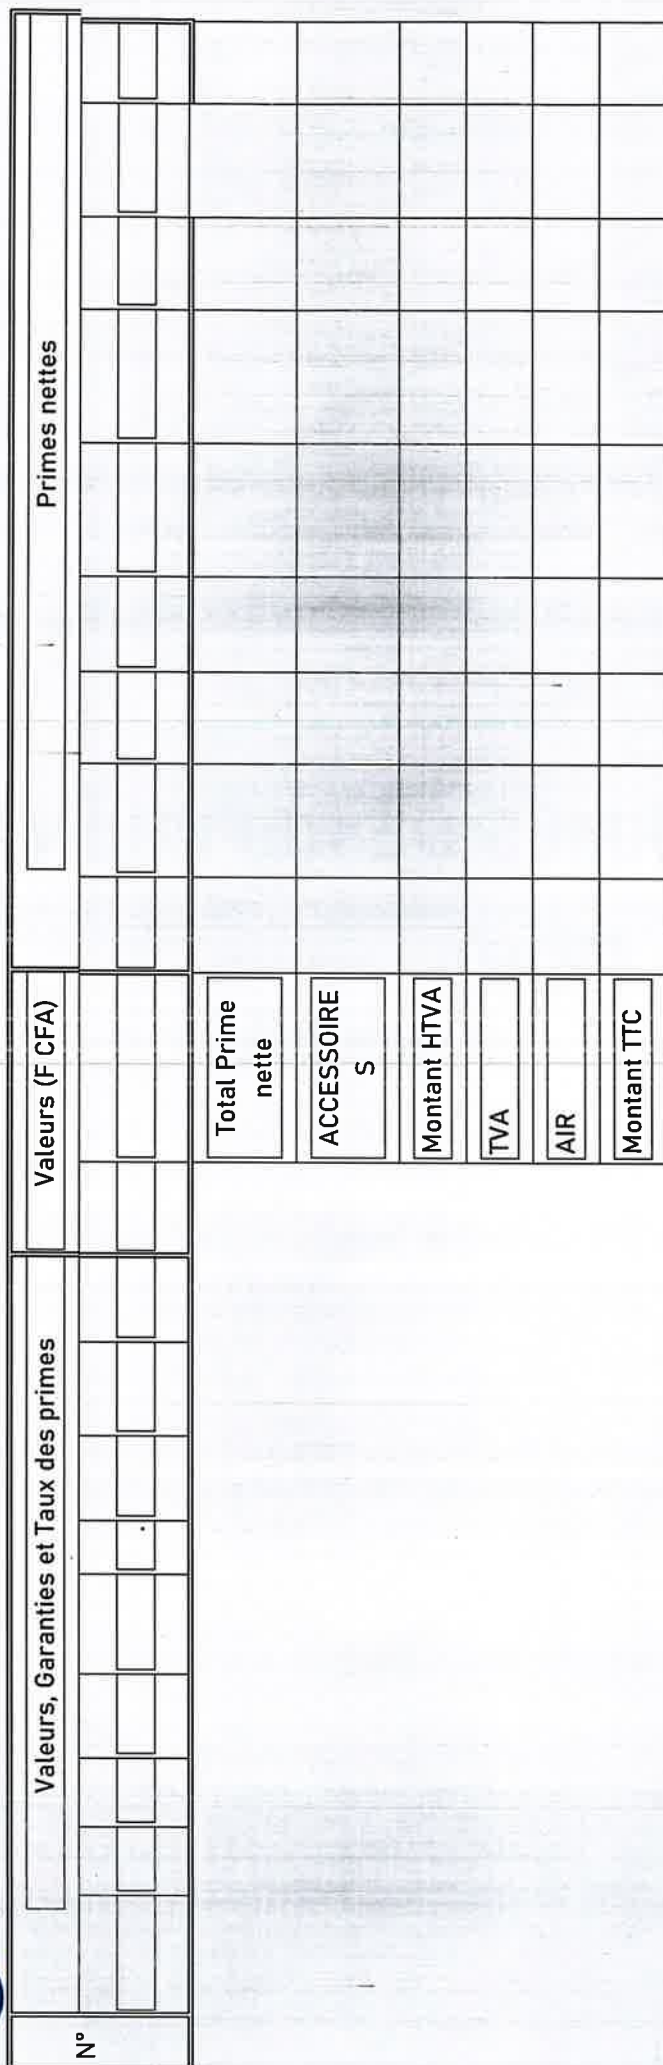 N°
Valeurs, Garanties et Taux des primes
Valeurs (F CFA)
Primes nettes
Total Prime
nette
ACCESSOIRE
S
Montant HTVA
TVA
AIR
Montant TTC